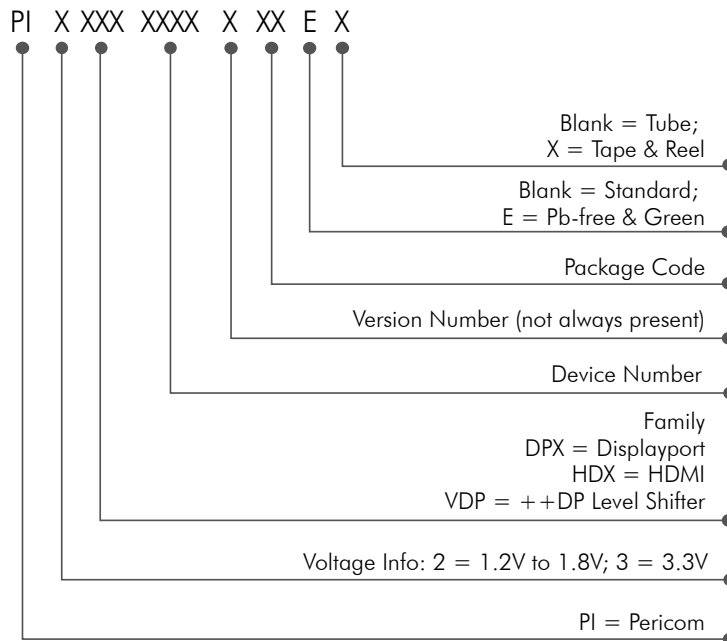 PI X XXX XXXX X XX E X
Blank = Tube;
X = Tape & Reel
Blank = Standard;
E = Pb-free & Green
Package Code
Version Number (not always present)
Device Number
Family
DPX = Displayport
HDX = HDMI
VDP = ++DP Level Shifter
Voltage Info: 2 = 1.2V to 1.8V; 3 = 3.3V
PI = Pericom